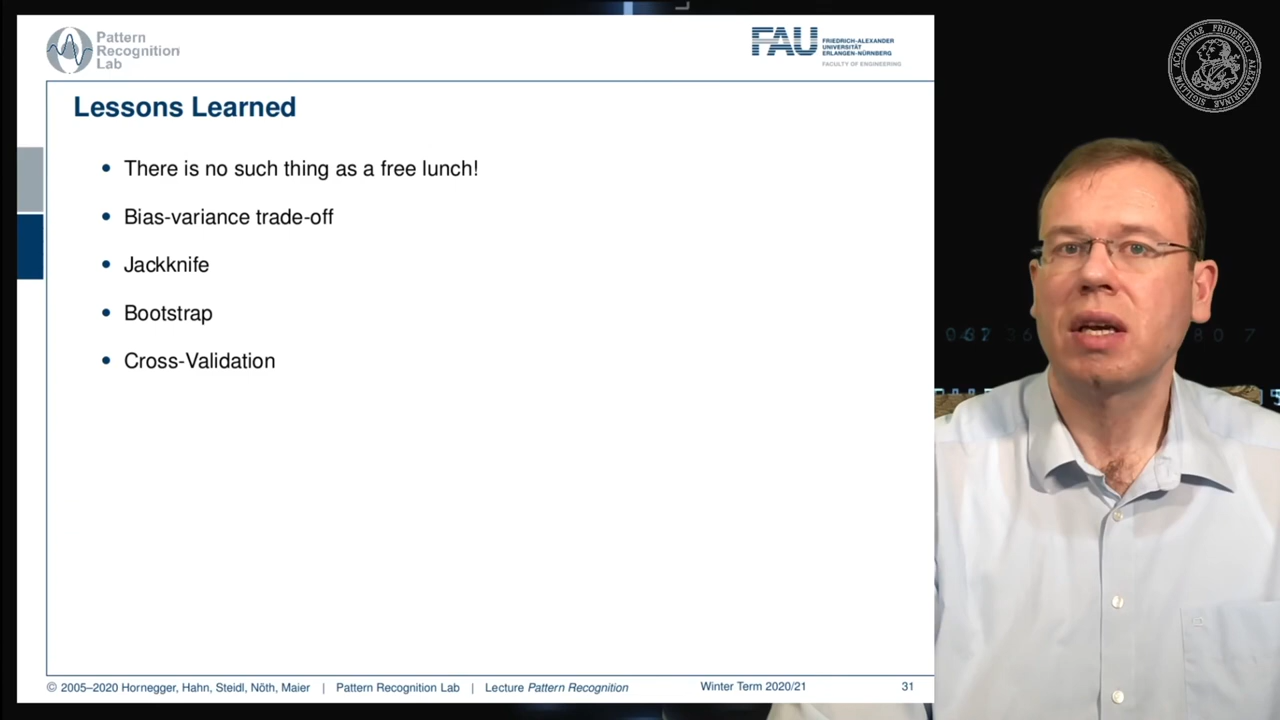 Pattern
Recognition
Lab
FAU FRIEDRICH-ALEXANDER
UNIVERSITÄT
ERLANGEN-NÜRNBERG
FACULTY OF ENGINEERING
Lessons Learned
• There is no such thing as a free lunch!
• Bias-variance trade-off
• Jackknife
• Bootstrap
• Cross-Validation
© 2005–2020 Hornegger, Hahn, Steidl, Nöth, Maier | Pattern Recognition Lab | Lecture Pattern Recognition Winter Term 2020/21 31